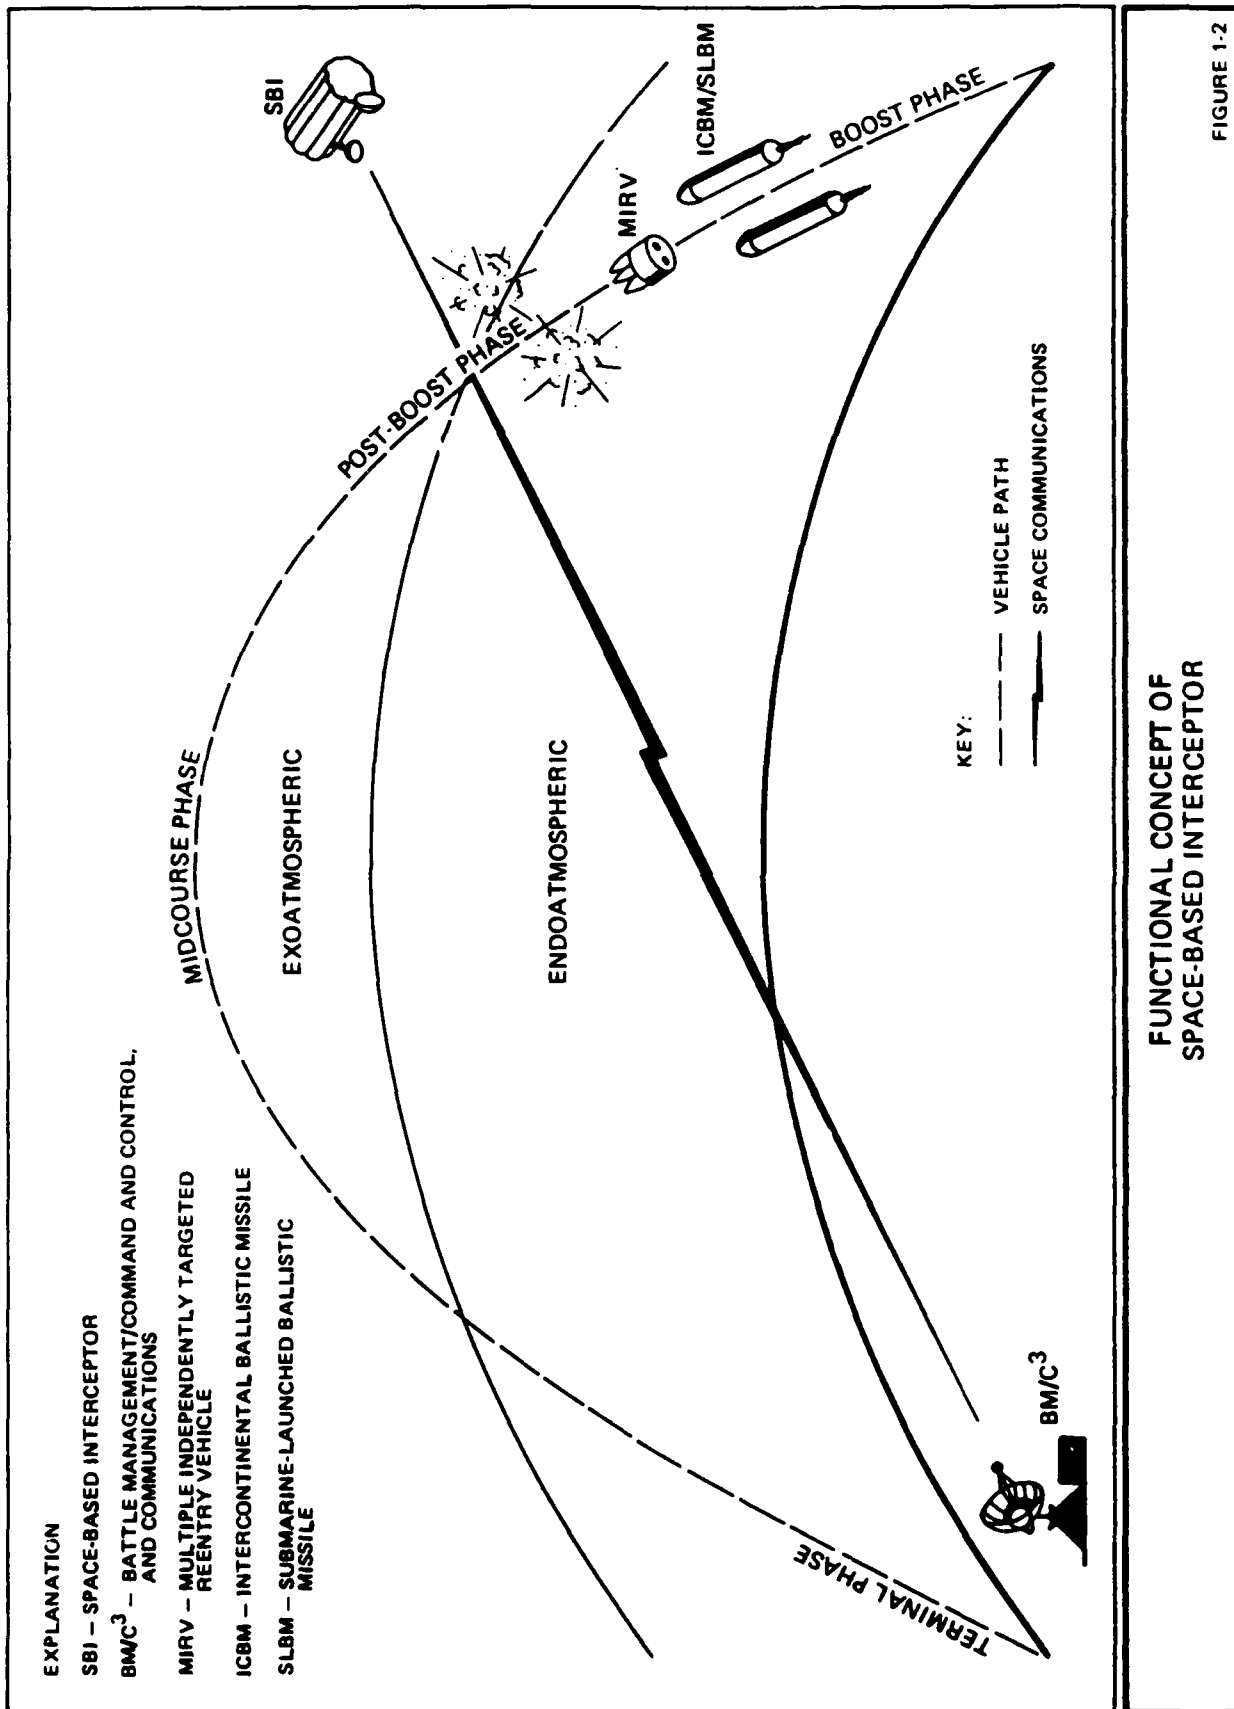 EXPLANATION
SBI – SPACE-BASED INTERCEPTOR
BM/C³ – BATTLE MANAGEMENT/COMMAND AND CONTROL,
AND COMMUNICATIONS
MIRV – MULTIPLE INDEPENDENTLY TARGETED
REENTRY VEHICLE
ICBM – INTERCONTINENTAL BALLISTIC MISSILE
SLBM – SUBMARINE-LAUNCHED BALLISTIC
MISSILE
SBI
MIDCOURSE PHASE
EXOATMOSPHERIC
POST-BOOST PHASE
MIRV
ICBM/SLBM
ENDOATMOSPHERIC
BOOST PHASE
TERMINAL PHASE
BM/C³
KEY:
VEHICLE PATH
SPACE COMMUNICATIONS
FUNCTIONAL CONCEPT OF
SPACE-BASED INTERCEPTOR
FIGURE 1-2